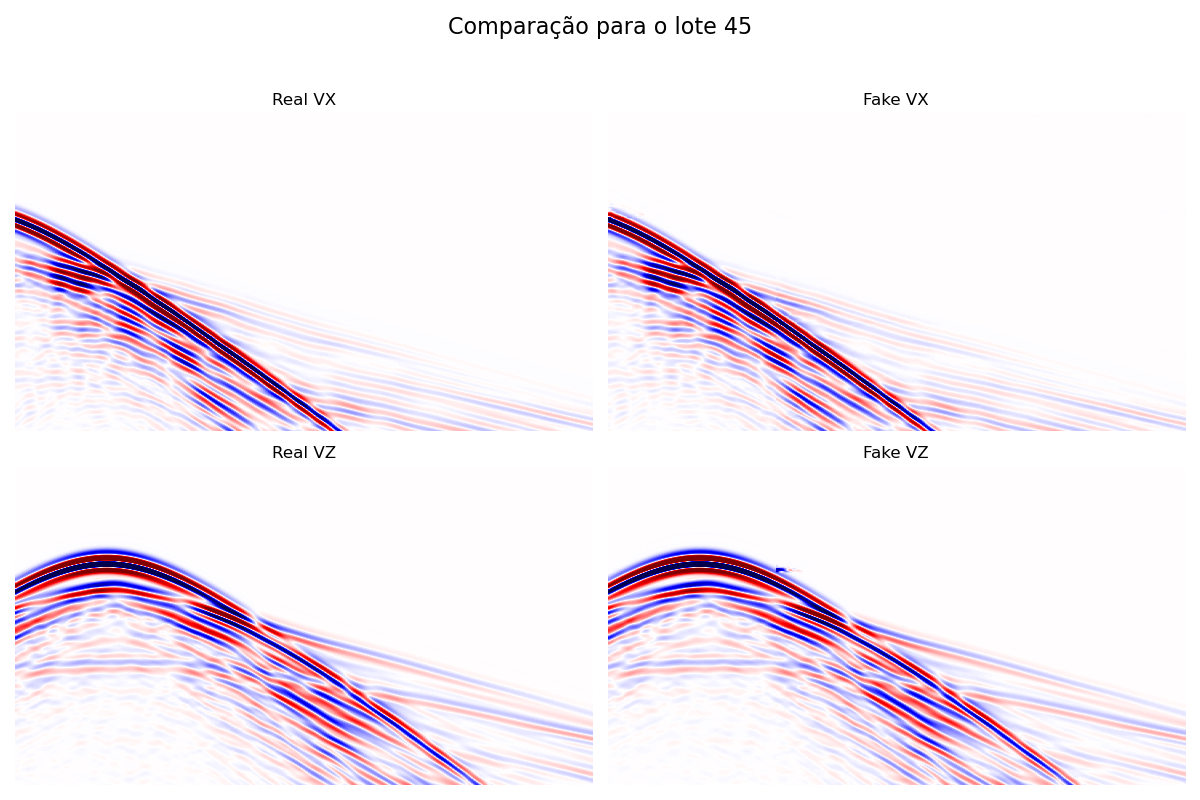 Comparação para o lote 45
Real VX
Fake VX
Real VZ
Fake VZ